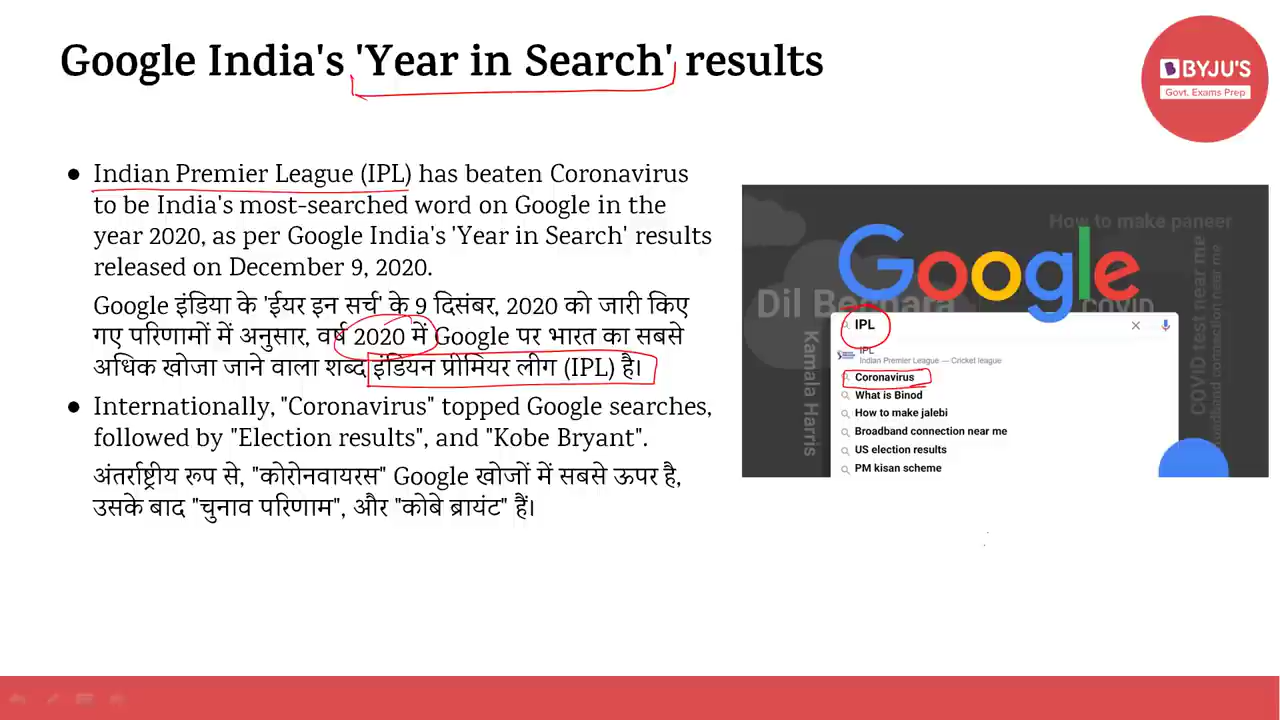 Google India's 'Year in Search' results
BYJU'S
Govt. Exams Prep
● Indian Premier League (IPL) has beaten Coronavirus
to be India's most-searched word on Google in the
year 2020, as per Google India's 'Year in Search' results
released on December 9, 2020.
Google इंडिया के 'ईयर इन सर्च' के 9 दिसंबर, 2020 को जारी किए
गए परिणामों में अनुसार, वर्ष 2020 में Google पर भारत का सबसे
अधिक खोजा जाने वाला शब्द इंडियन प्रीमियर लीग (IPL) है।
● Internationally, "Coronavirus" topped Google searches,
followed by "Election results", and "Kobe Bryant".
अंतर्राष्ट्रीय रूप से, "कोरोनवायरस" Google खोजों में सबसे ऊपर है,
उसके बाद "चुनाव परिणाम", और "कोबे ब्रायंट" हैं।
How to make paneer
Google
Dil Bechara
COVID
IPL
IPL
Indian Premier League — Cricket league
Coronavirus
What is Binod
How to make jalebi
Broadband connection near me
US election results
PM kisan scheme
Kamala Harris
COVID test near me
Broadband connection near me